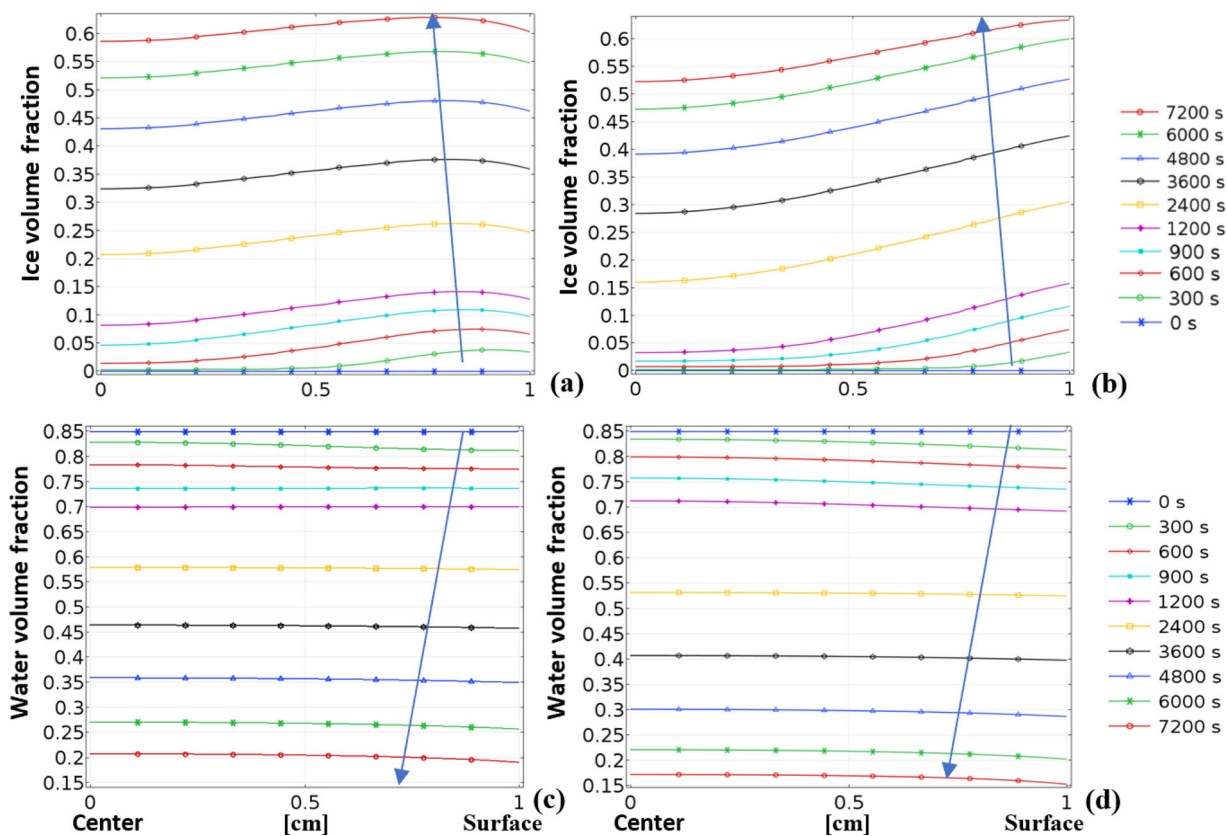 Ice volume fraction
0.6
0.55
0.5
0.45
0.4
0.35
0.3
0.25
0.2
0.15
0.1
0.05
0
0
0.5
1
(a)
Ice volume fraction
0.6
0.55
0.5
0.45
0.4
0.35
0.3
0.25
0.2
0.15
0.1
0.05
0
0
0.5
1
(b)
7200 s
6000 s
4800 s
3600 s
2400 s
1200 s
900 s
600 s
300 s
0 s
Water volume fraction
0.85
0.8
0.75
0.7
0.65
0.6
0.55
0.5
0.45
0.4
0.35
0.3
0.25
0.2
0.15
0
0.5
1
(c)
Center [cm] Surface
Water volume fraction
0.85
0.8
0.75
0.7
0.65
0.6
0.55
0.5
0.45
0.4
0.35
0.3
0.25
0.2
0.15
0
0.5
1
(d)
Center [cm] Surface
0 s
300 s
600 s
900 s
1200 s
2400 s
3600 s
4800 s
6000 s
7200 s